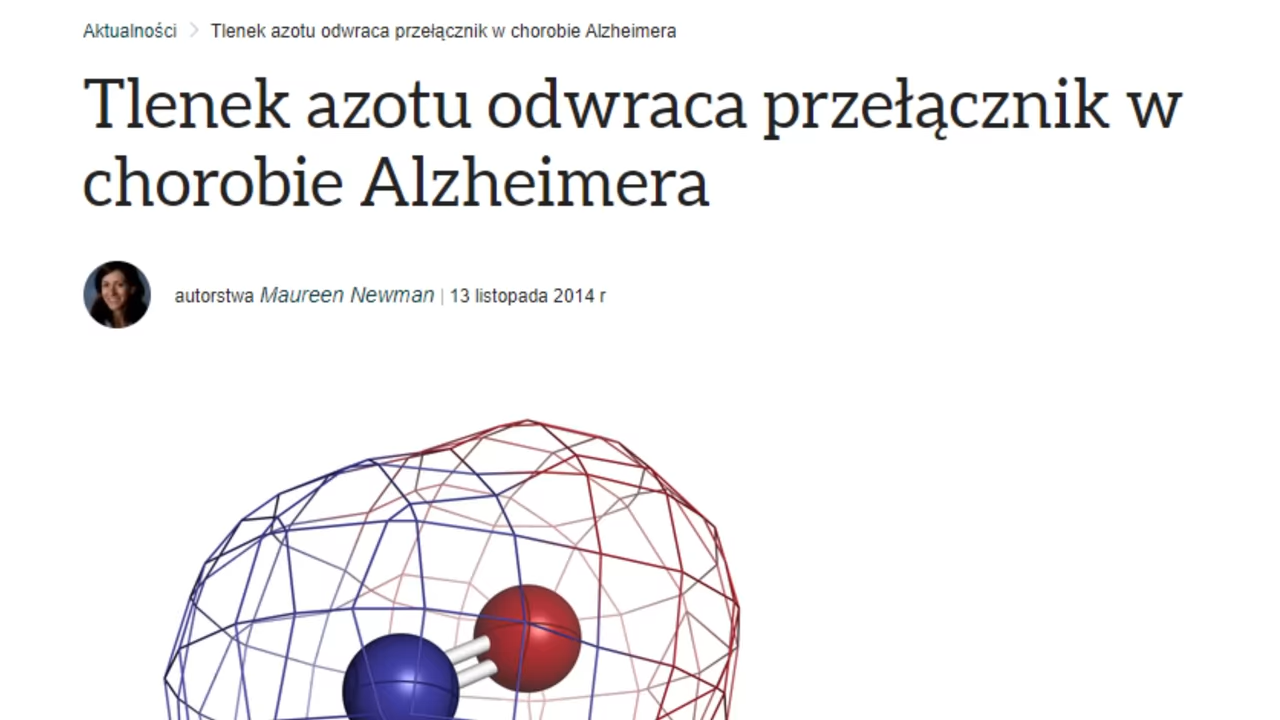 Aktualności > Tlenek azotu odwraca przełącznik w chorobie Alzheimera
Tlenek azotu odwraca przełącznik w
chorobie Alzheimera
autorstwa Maureen Newman | 13 listopada 2014 r